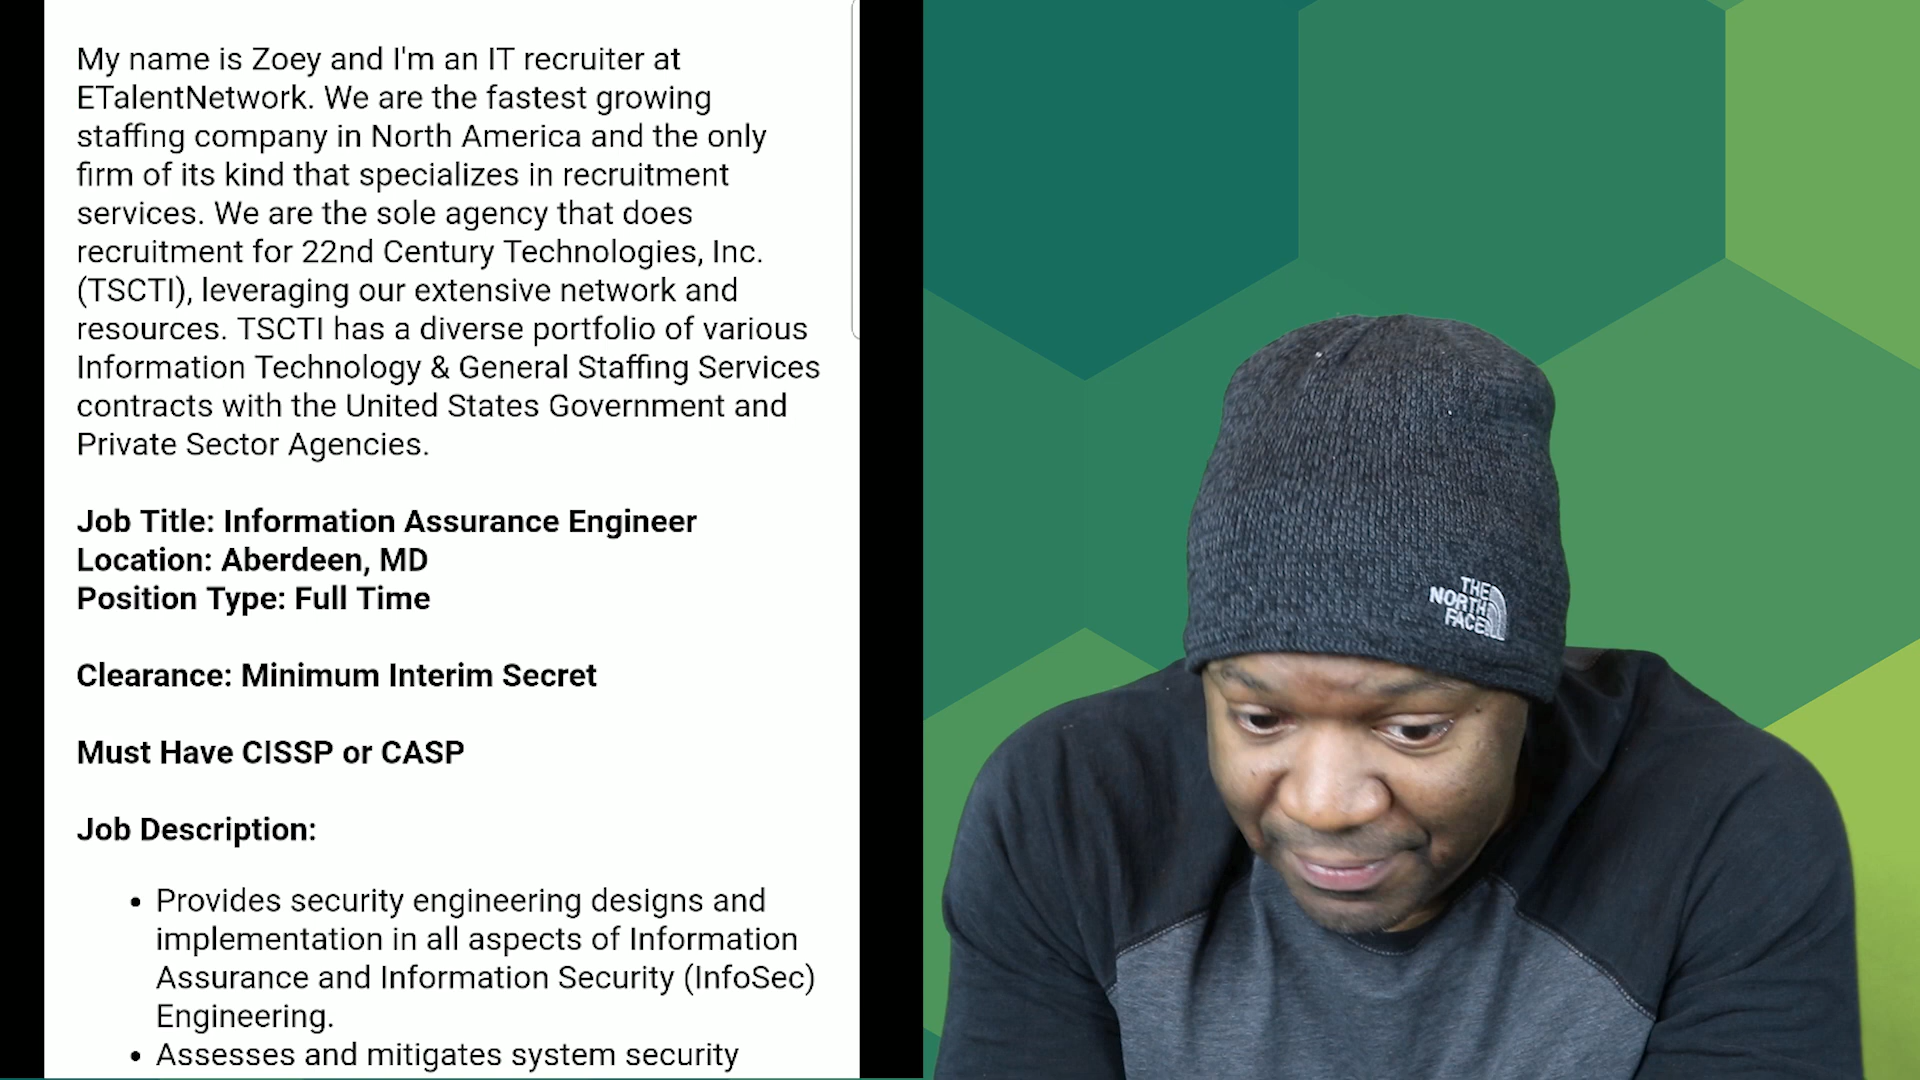 My name is Zoey and I'm an IT recruiter at
ETalentNetwork. We are the fastest growing
staffing company in North America and the only
firm of its kind that specializes in recruitment
services. We are the sole agency that does
recruitment for 22nd Century Technologies, Inc.
(TSCTI), leveraging our extensive network and
resources. TSCTI has a diverse portfolio of various
Information Technology & General Staffing Services
contracts with the United States Government and
Private Sector Agencies.
Job Title: Information Assurance Engineer
Location: Aberdeen, MD
Position Type: Full Time
Clearance: Minimum Interim Secret
Must Have CISSP or CASP
Job Description:
• Provides security engineering designs and
implementation in all aspects of Information
Assurance and Information Security (InfoSec)
Engineering.
• Assesses and mitigates system security
THE
NORTH
FACE